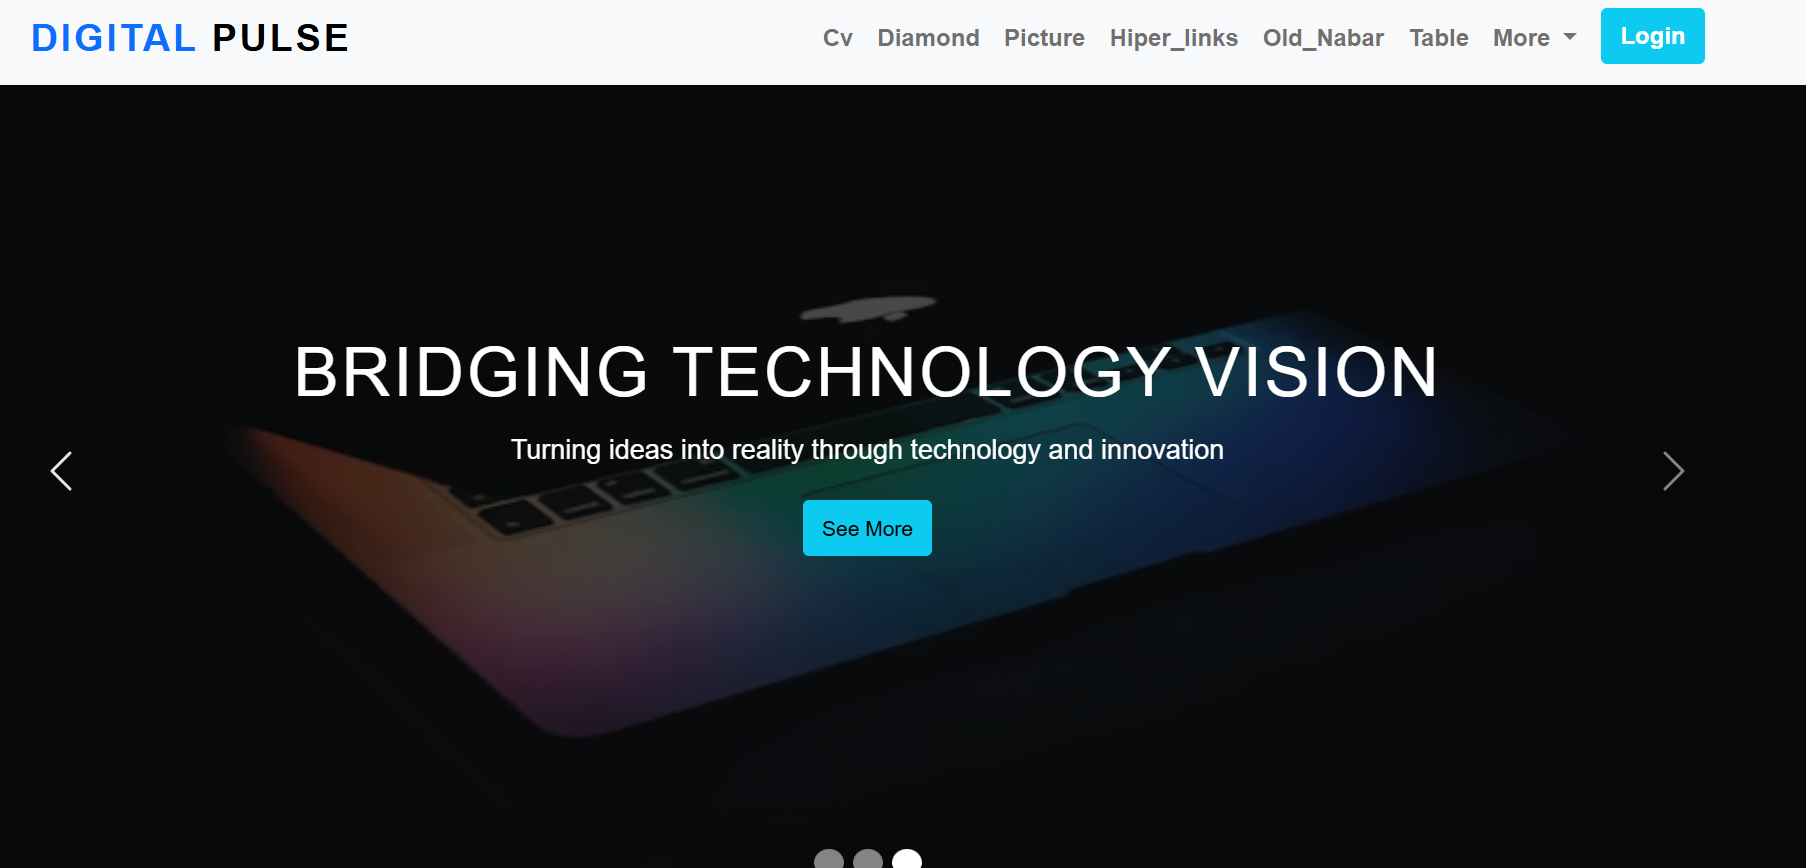 DIGITAL PULSE
Cv Diamond Picture Hiper_links Old_Nabar Table More Login
BRIDGING TECHNOLOGY VISION
Turning ideas into reality through technology and innovation
See More